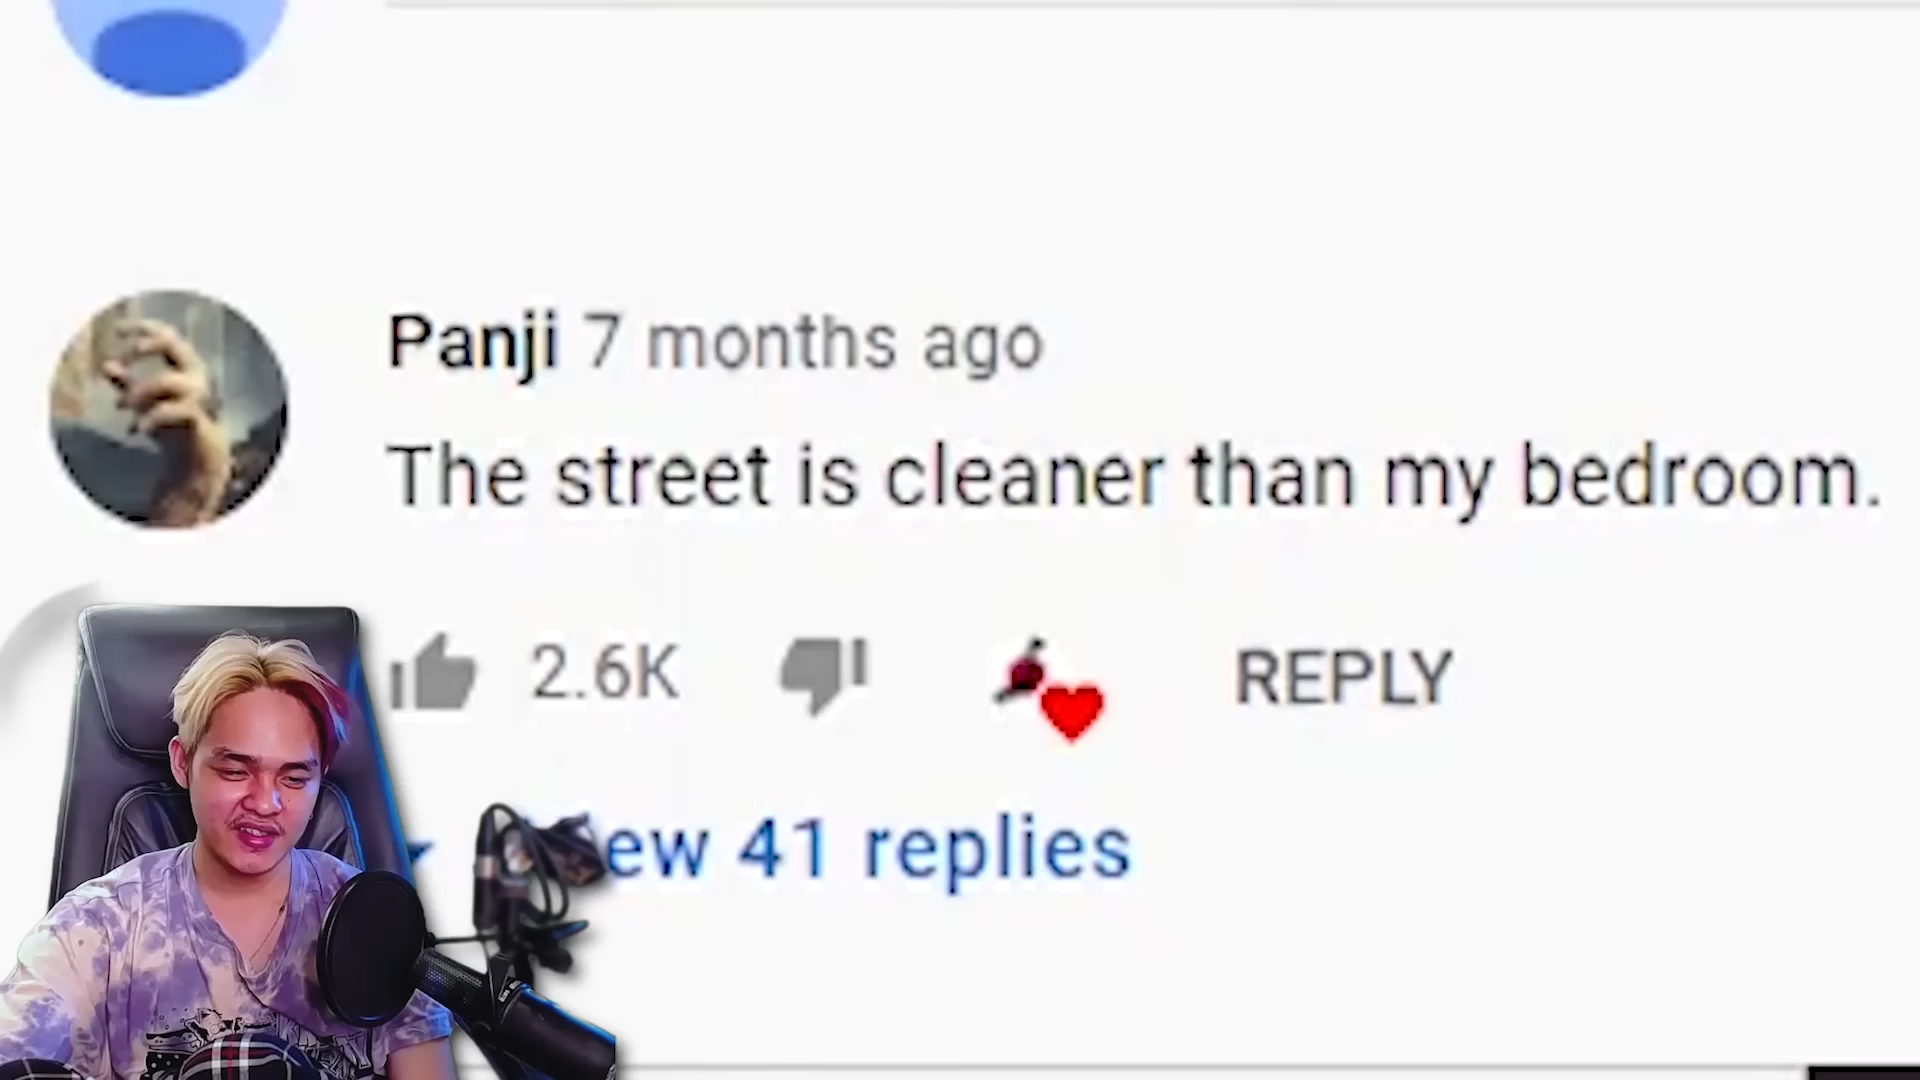 Panji 7 months ago
The street is cleaner than my bedroom.
2.6K REPLY
ew 41 replies